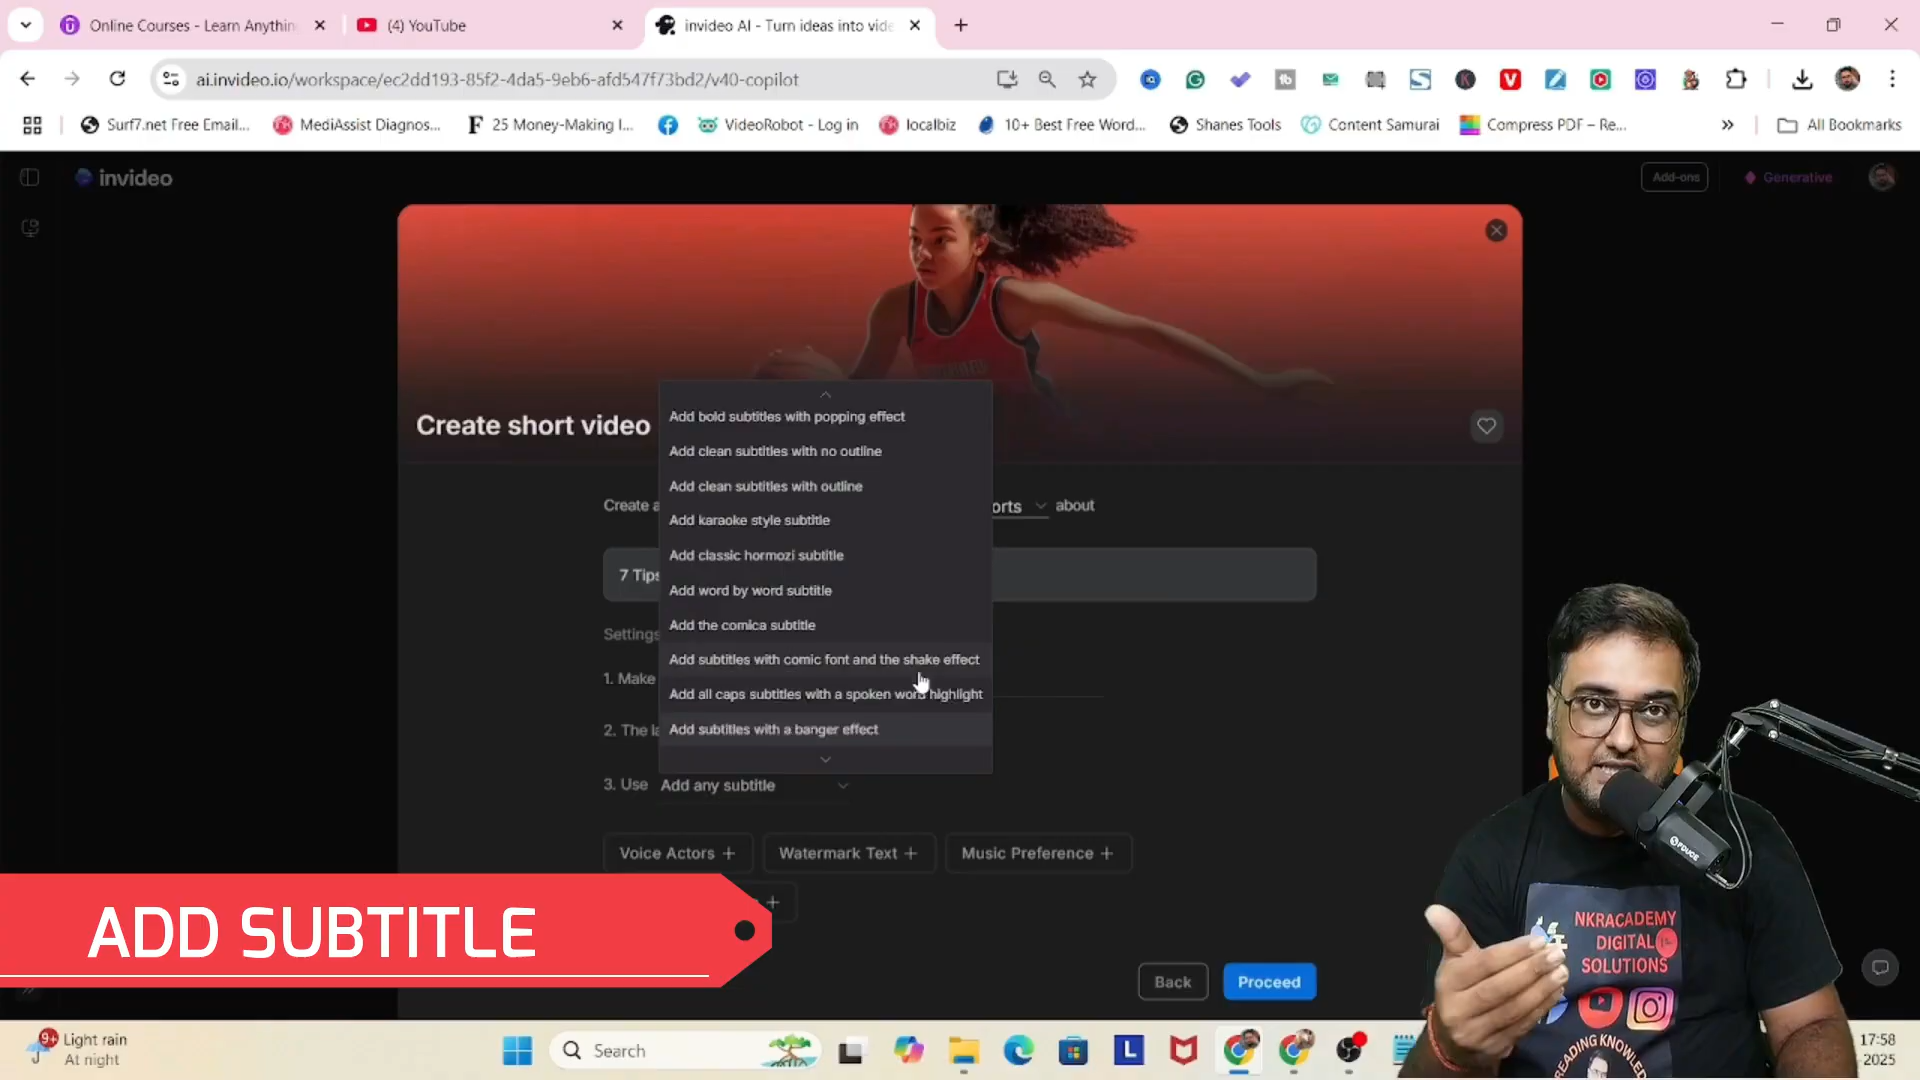 Online Courses - Learn Anythin
(4) YouTube
invideo AI - Turn ideas into vide
ai.invideo.io/workspace/ec2dd193-85f2-4da5-9eb6-afd547f73bd2/v40-copilot
Surf7.net Free Email...
MediAssist Diagnos...
25 Money-Making I...
VideoRobot - Log in
localbiz
10+ Best Free Word...
Shanes Tools
Content Samurai
Compress PDF – Re...
»
All Bookmarks
invideo
Add-ons
Generative
Create short video
Add bold subtitles with popping effect
Add clean subtitles with no outline
Add clean subtitles with outline
Add karaoke style subtitle
Add classic hormozi subtitle
Add word by word subtitle
Add the comica subtitle
Add subtitles with comic font and the shake effect
Add all caps subtitles with a spoken word highlight
Add subtitles with a banger effect
Create a
orts about
7 Tips
Settings
1. Make
2. The la
3. Use Add any subtitle
Voice Actors +
Watermark Text +
Music Preference +
ADD SUBTITLE
Back
Proceed
NKRACADEMY
DIGITAL
SOLUTIONS
READING KNOWLED
9+
Light rain
At night
Search
17:58
2025